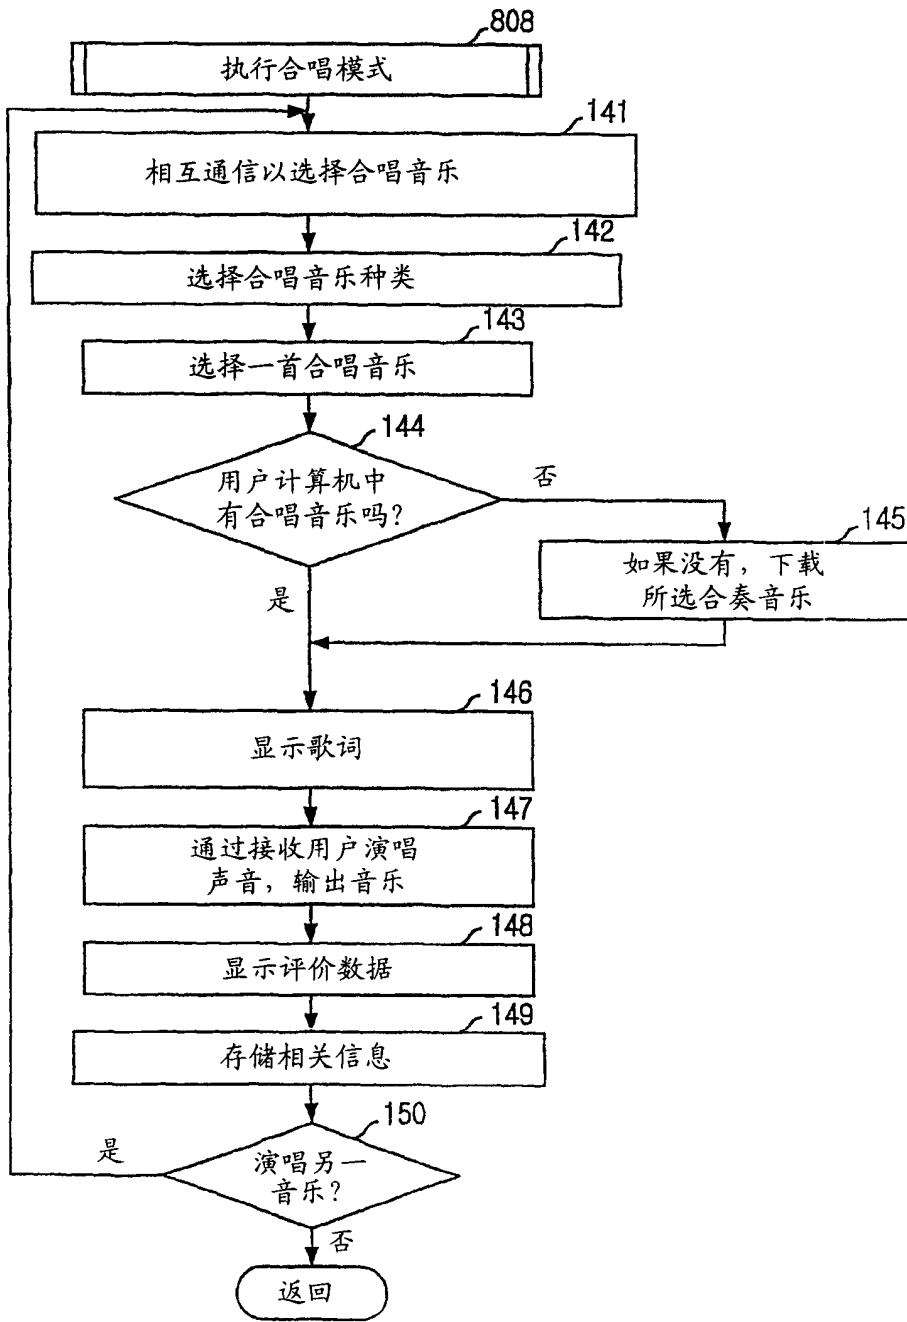 808
执行合唱模式
141
相互通信以选择合唱音乐
142
选择合唱音乐种类
143
选择一首合唱音乐
144
用户计算机中
有合唱音乐吗?
否
145
如果没有，下载
所选合奏音乐
是
146
显示歌词
147
通过接收用户演唱
声音，输出音乐
148
显示评价数据
149
存储相关信息
150
是
演唱另一
音乐?
否
返回